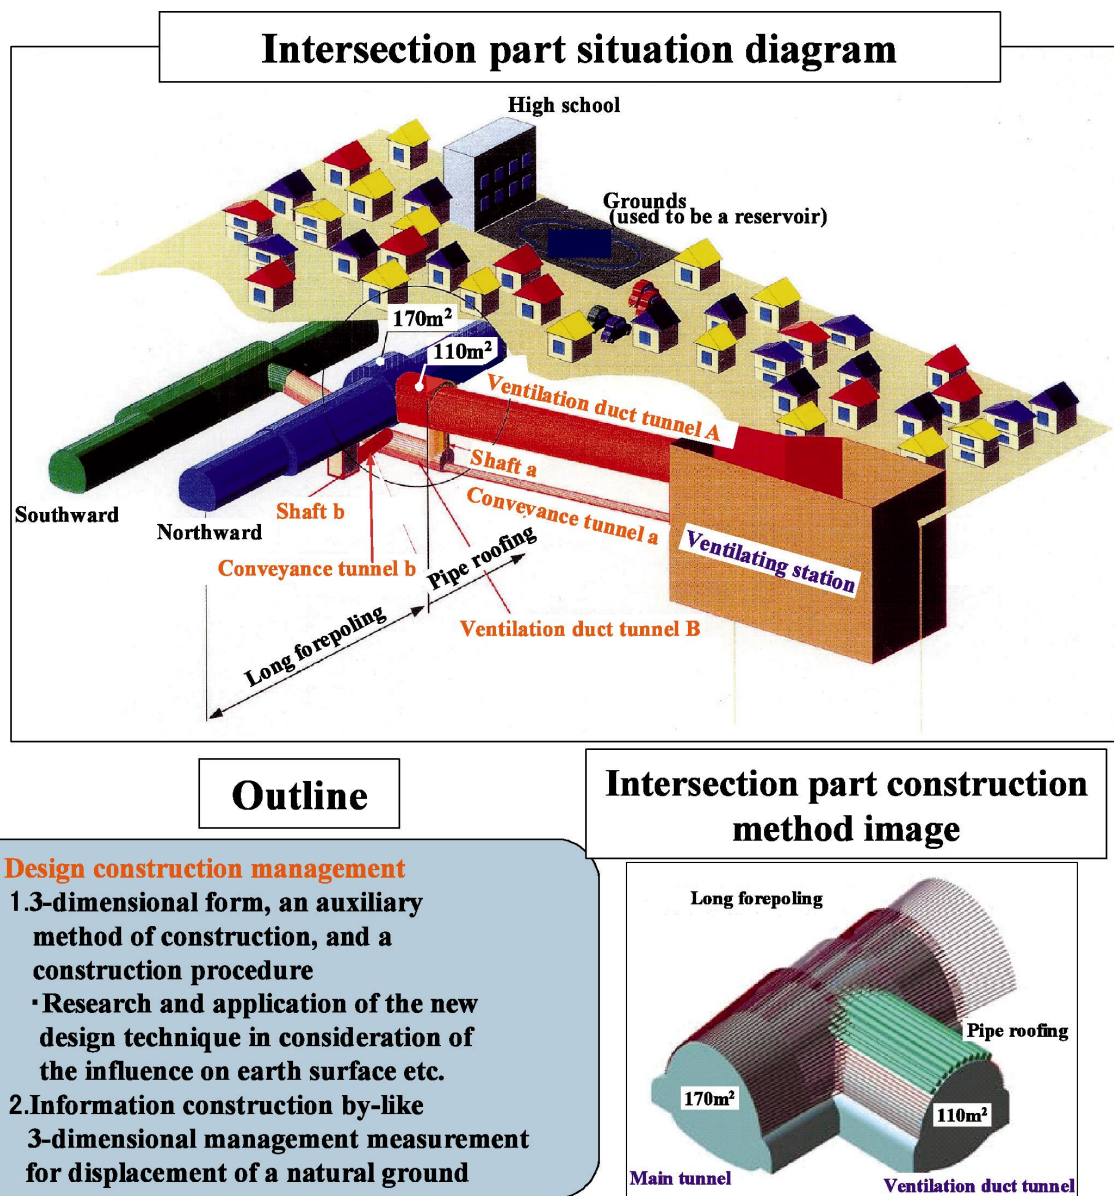 Intersection part situation diagram
High school
Grounds
(used to be a reservoir)
170m²
110m²
Ventilation duct tunnel A
Shaft a
Conveyance tunnel a
Ventilating station
Southward
Northward
Shaft b
Conveyance tunnel b
Pipe roofing
Long forepoling
Ventilation duct tunnel B
Outline
Design construction management
1.3-dimensional form, an auxiliary
method of construction, and a
construction procedure
・Research and application of the new
design technique in consideration of
the influence on earth surface etc.
2.Information construction by-like
3-dimensional management measurement
for displacement of a natural ground
Intersection part construction
method image
Long forepoling
Pipe roofing
170m²
110m²
Main tunnel
Ventilation duct tunnel